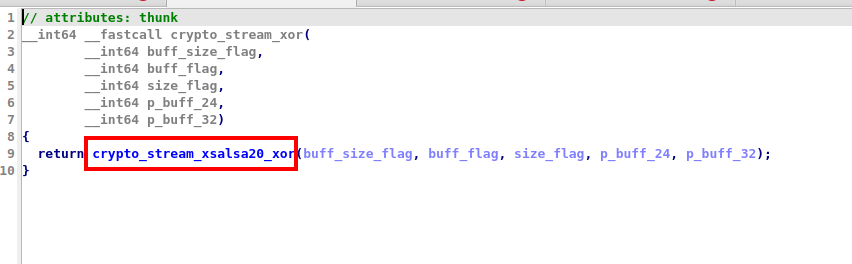 1 // attributes: thunk
2 __int64 __fastcall crypto_stream_xor(
3 __int64 buff_size_flag,
4 __int64 buff_flag,
5 __int64 size_flag,
6 __int64 p_buff_24,
7 __int64 p_buff_32)
8 {
9 return crypto_stream_xsalsa20_xor(buff_size_flag, buff_flag, size_flag, p_buff_24, p_buff_32);
10 }